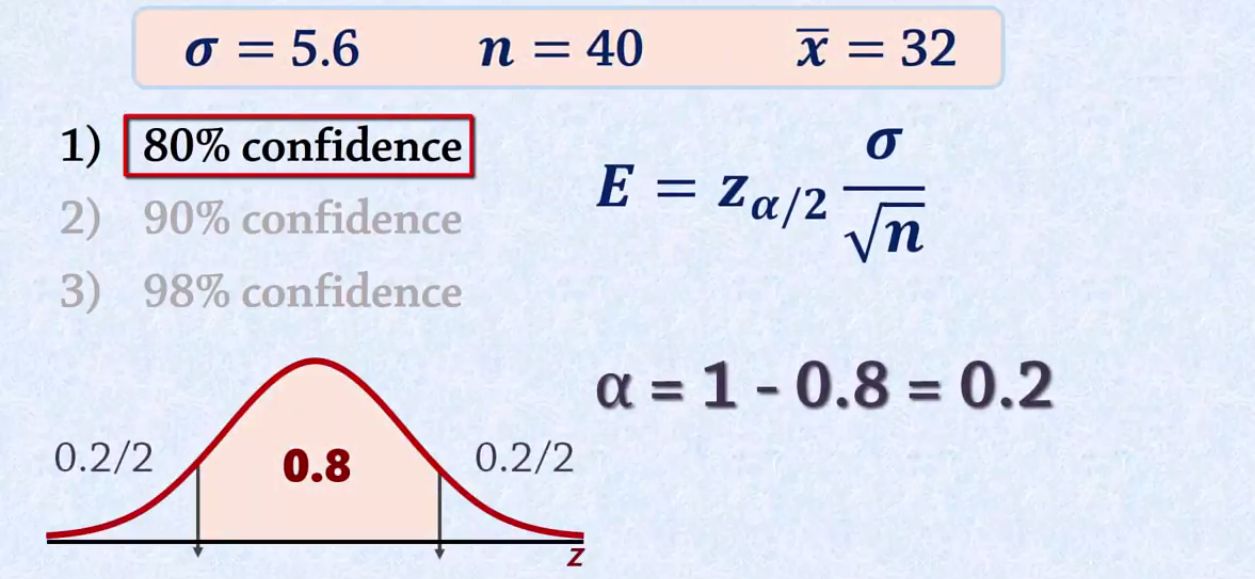 σ = 5.6 n = 40 x̄ = 32
1) 80% confidence
2) 90% confidence
3) 98% confidence
E = z_{α/2} σ/√n
α = 1 - 0.8 = 0.2
0.2/2 0.8 0.2/2
z